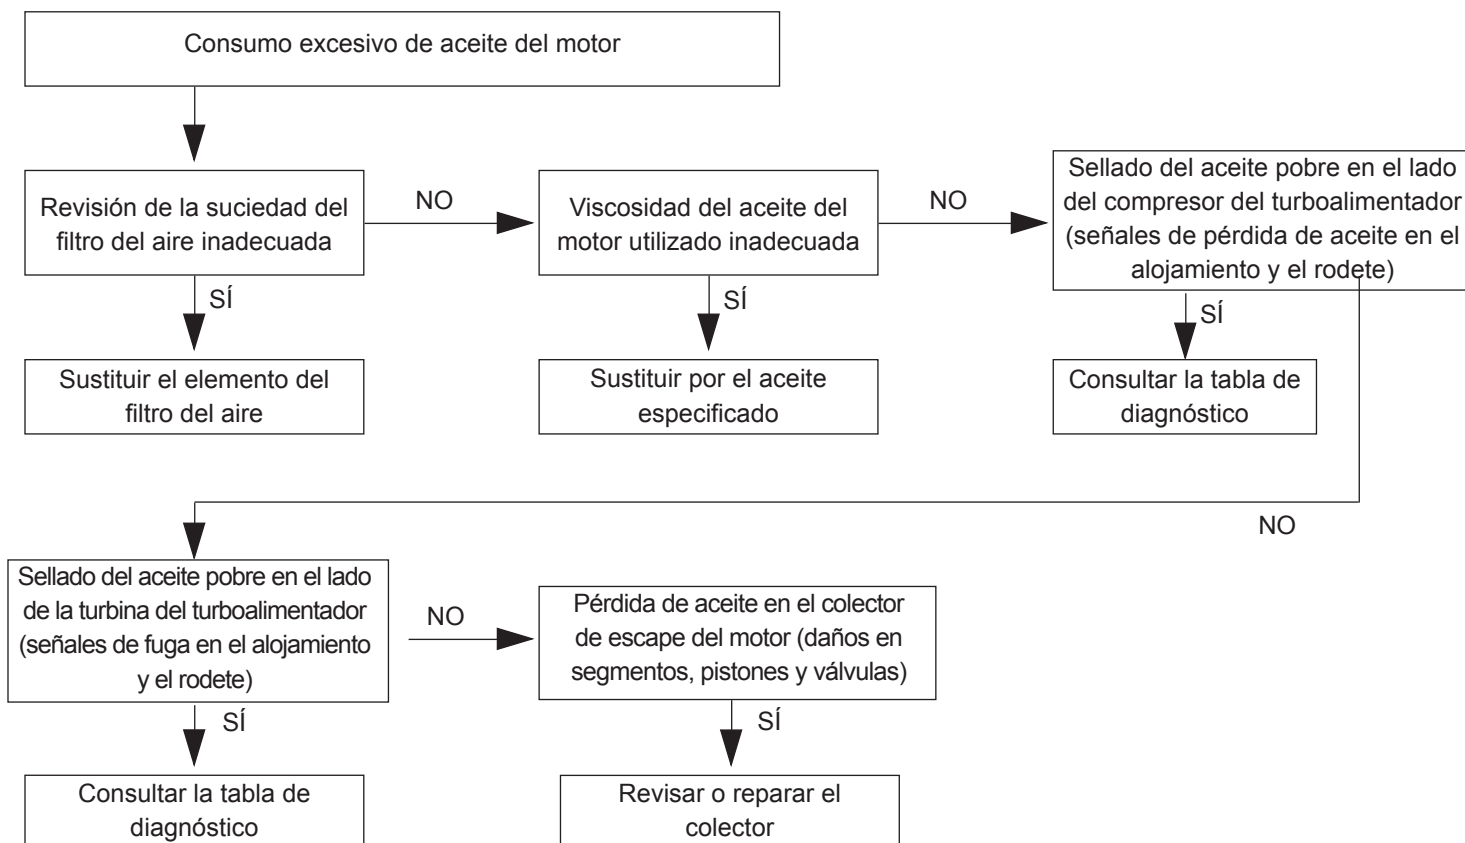 Consumo excesivo de aceite del motor
Revisión de la suciedad del
filtro del aire inadecuada
NO
Viscosidad del aceite del
motor utilizado inadecuada
NO
Sellado del aceite pobre en el lado
del compresor del turboalimentador
(señales de pérdida de aceite en el
alojamiento y el rodete)
SÍ
SÍ
SÍ
Sustituir el elemento del
filtro del aire
Sustituir por el aceite
especificado
Consultar la tabla de
diagnóstico
NO
Sellado del aceite pobre en el lado
de la turbina del turboalimentador
(señales de fuga en el alojamiento
y el rodete)
NO
Pérdida de aceite en el colector
de escape del motor (daños en
segmentos, pistones y válvulas)
SÍ
SÍ
Consultar la tabla de
diagnóstico
Revisar o reparar el
colector